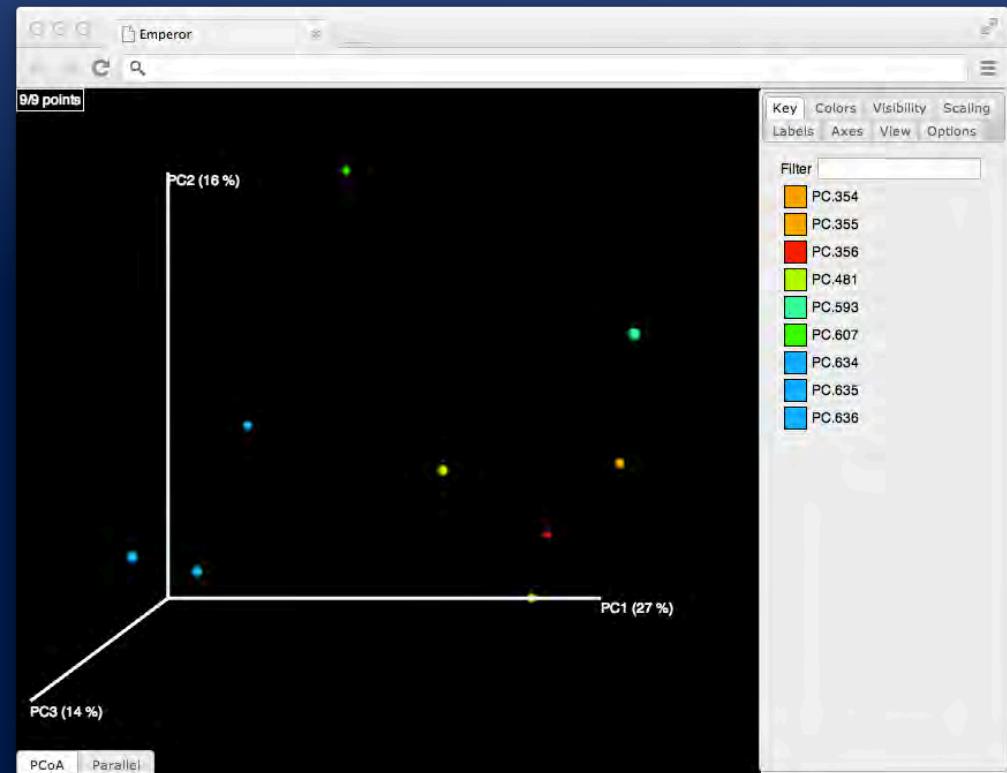 Emperor
9/9 points
Key Colors Visibility Scaling
Labels Axes View Options
Filter
PC.354
PC.355
PC.356
PC.481
PC.593
PC.607
PC.634
PC.635
PC.636
PC2 (16 %)
PC1 (27 %)
PC3 (14 %)
PCoA Parallel